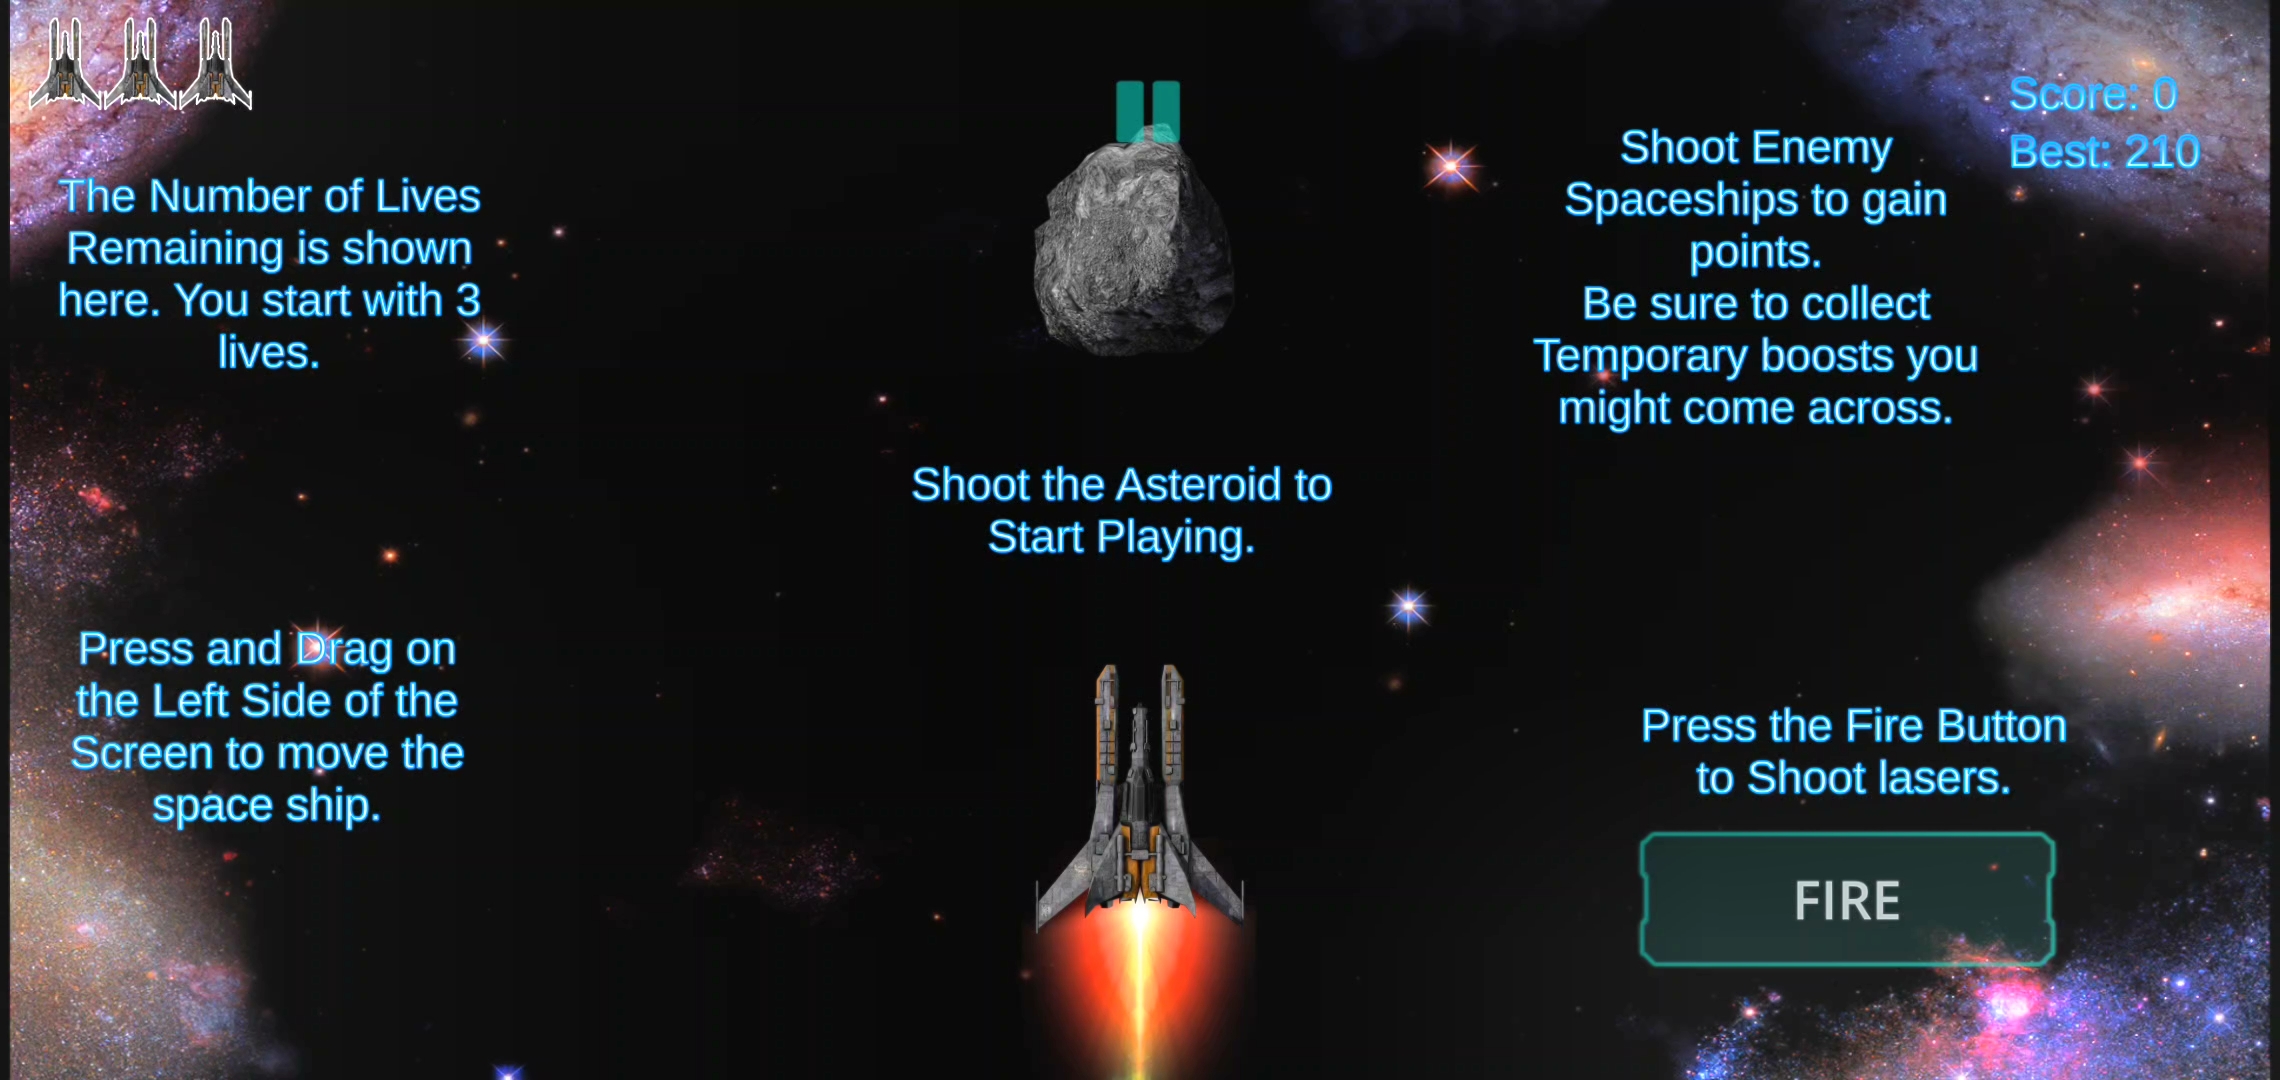 Score: 0
Best: 210
The Number of Lives
Remaining is shown
here. You start with 3
lives.
Shoot Enemy
Spaceships to gain
points.
Be sure to collect
Temporary boosts you
might come across.
Shoot the Asteroid to
Start Playing.
Press and Drag on
the Left Side of the
Screen to move the
space ship.
Press the Fire Button
to Shoot lasers.
FIRE